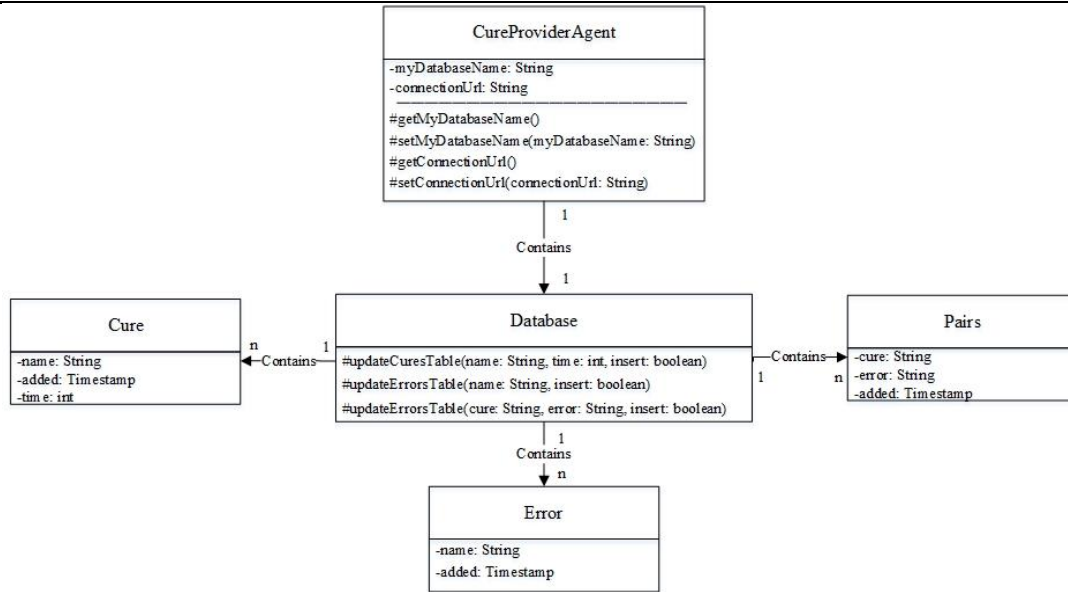 CureProviderAgent
-myDatabaseName: String
-connectionUrl: String
#getMyDatabaseName()
#setMyDatabaseName(myDatabaseName: String)
#getConnectionUrl()
#setConnectionUrl(connectionUrl: String)
1
Contains
1
Cure
-name: String
-added: Timestamp
-time: int
n
Contains
1
Database
#updateCuresTable(name: String, time: int, insert: boolean)
#updateErrorsTable(name: String, insert: boolean)
#updateErrorsTable(cure: String, error: String, insert: boolean)
Contains
1
n
Pairs
-cure: String
-error: String
-added: Timestamp
1
Contains
n
Error
-name: String
-added: Timestamp